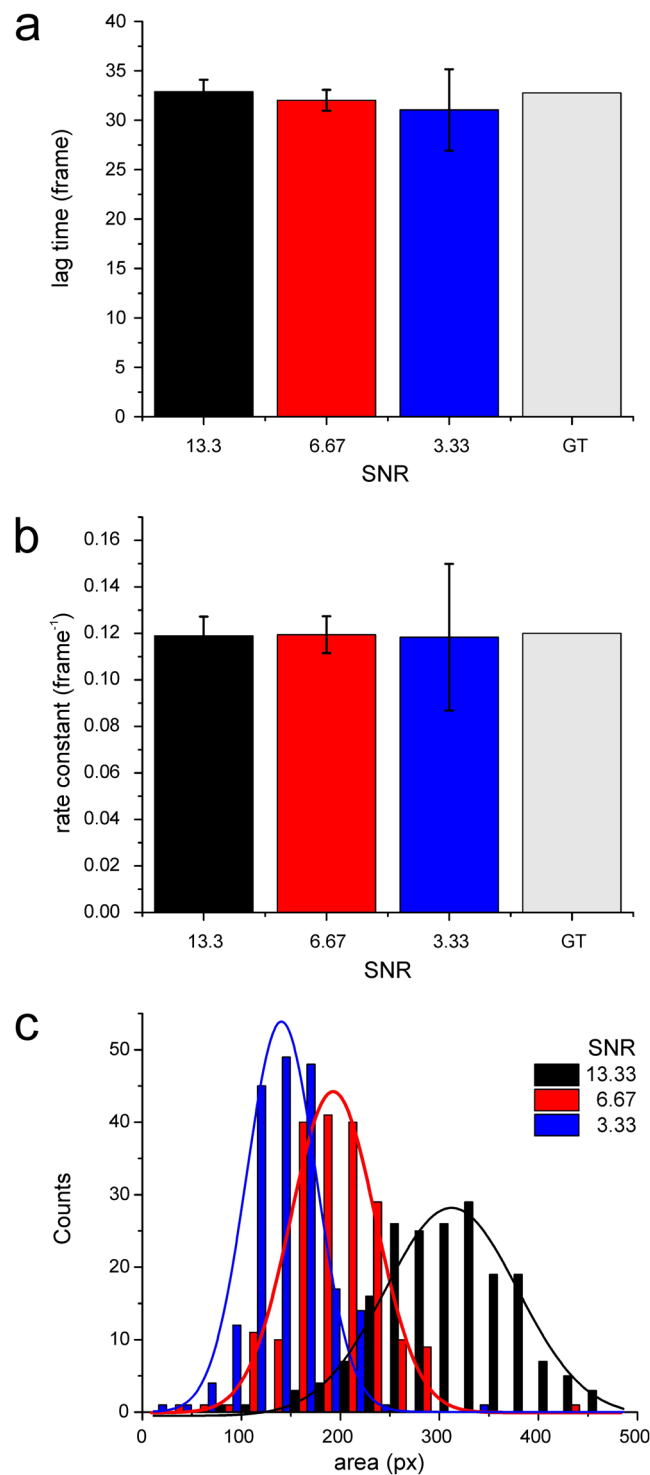 a
40
35
30
25
20
15
10
5
0
lag time (frame)
13.3 6.67 3.33 GT
SNR
b
0.16
0.14
0.12
0.10
0.08
0.06
0.04
0.02
0.00
rate constant (frame-1)
13.3 6.67 3.33 GT
SNR
c
50
40
30
20
10
0
Counts
SNR
13.33
6.67
3.33
0 100 200 300 400 500
area (px)